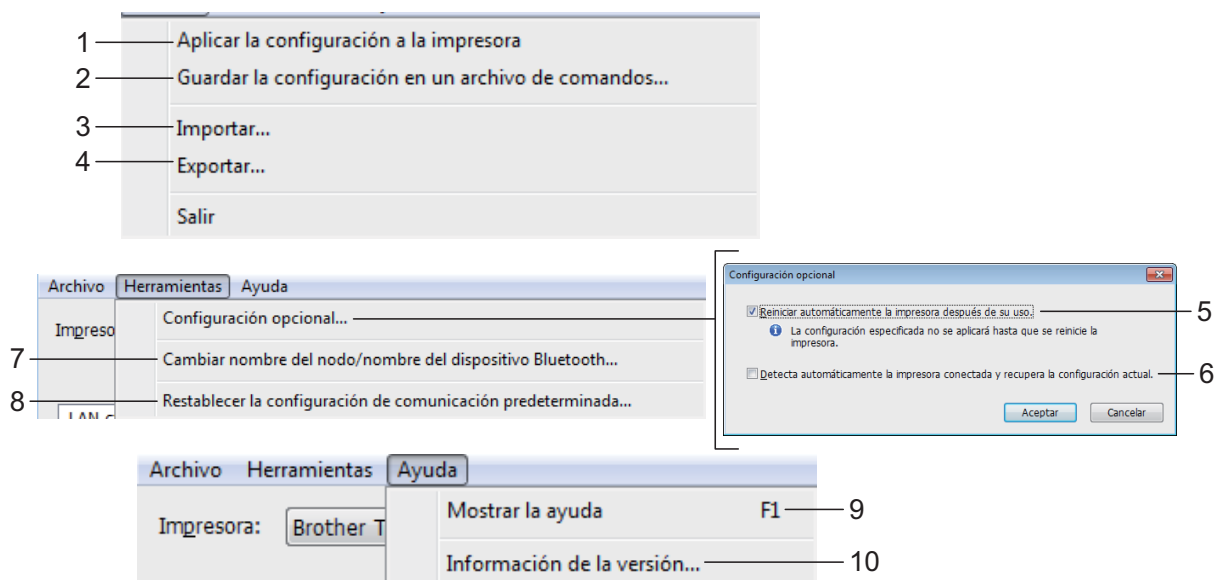 1 Aplicar la configuración a la impresora
2 Guardar la configuración en un archivo de comandos...
3 Importar...
4 Exportar...
Salir
Archivo Herramientas Ayuda
Configuración opcional...
7 Cambiar nombre del nodo/nombre del dispositivo Bluetooth...
8 Restablecer la configuración de comunicación predeterminada...
Configuración opcional
Reiniciar automáticamente la impresora después de su uso. 5
La configuración especificada no se aplicará hasta que se reinicie la
impresora.
Detecta automáticamente la impresora conectada y recupera la configuración actual. 6
Aceptar Cancelar
Archivo Herramientas Ayuda
Impresora: Brother T
Mostrar la ayuda F1 9
Información de la versión... 10